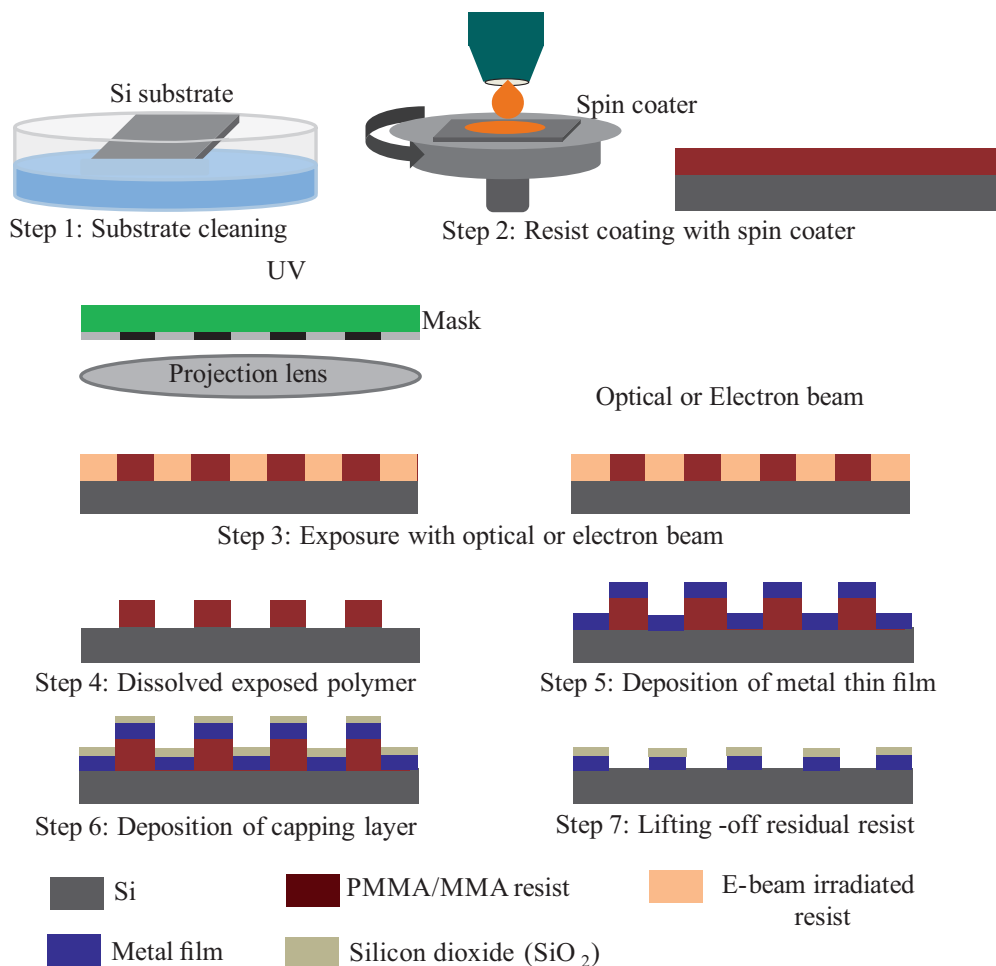 Si substrate
Spin coater
Step 1: Substrate cleaning
Step 2: Resist coating with spin coater
UV
Mask
Projection lens
Optical or Electron beam
Step 3: Exposure with optical or electron beam
Step 4: Dissolved exposed polymer
Step 5: Deposition of metal thin film
Step 6: Deposition of capping layer
Step 7: Lifting -off residual resist
Si
PMMA/MMA resist
E-beam irradiated
resist
Metal film
Silicon dioxide (SiO₂)